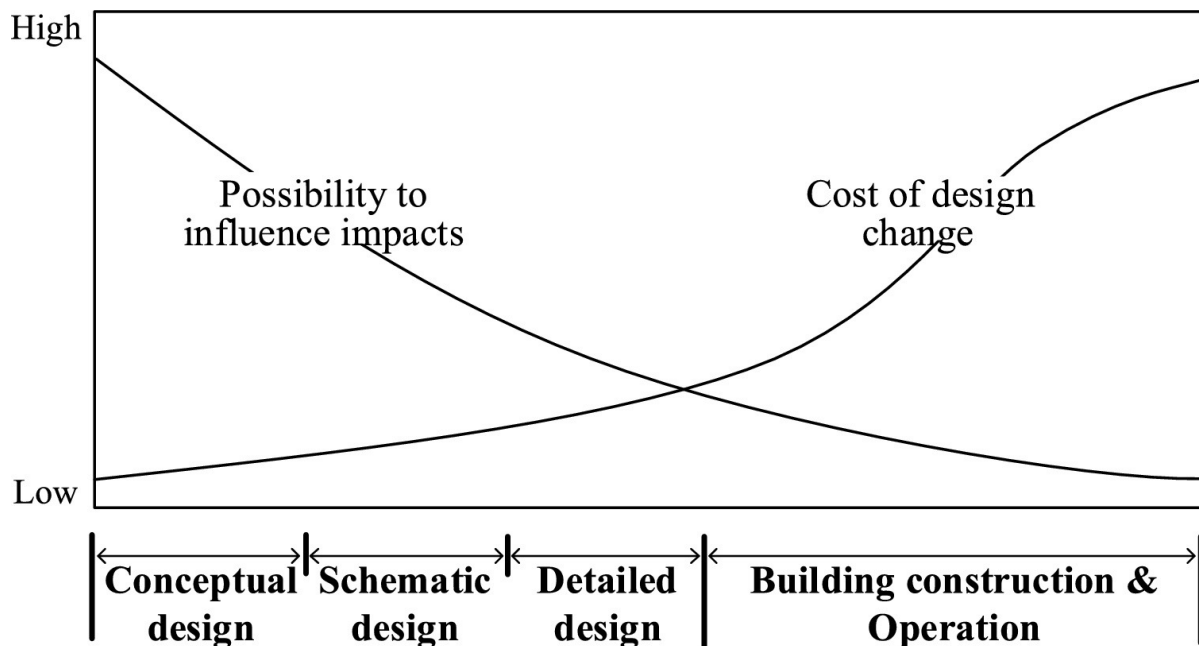 High
Possibility to
influence impacts
Cost of design
change
Low
Conceptual
design
Schematic
design
Detailed
design
Building construction &
Operation